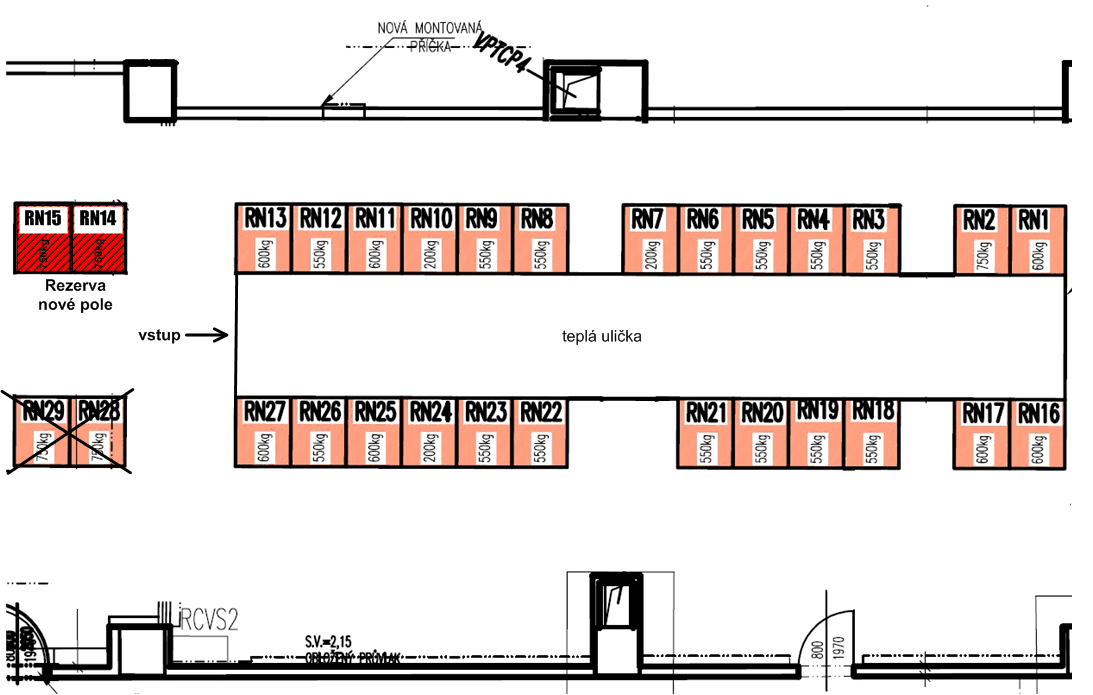 NOVÁ MONTOVANÁ
PŘÍČKA
VPTCP4
RN15 RN14
750kg 750kg
Rezerva
nové pole
RN13 RN12 RN11 RN10 RN9 RN8 RN7 RN6 RN5 RN4 RN3 RN2 RN1
600kg 550kg 600kg 200kg 550kg 550kg 200kg 550kg 550kg 550kg 550kg 750kg 600kg
vstup
teplá ulička
RN29 RN28 RN27 RN26 RN25 RN24 RN23 RN22 RN21 RN20 RN19 RN18 RN17 RN16
750kg 750kg 600kg 550kg 600kg 200kg 550kg 550kg 550kg 550kg 550kg 550kg 600kg 600kg
RCVS2
S.V.=2,15
OBLOŽENÝ PRŮVLAK
800
1970